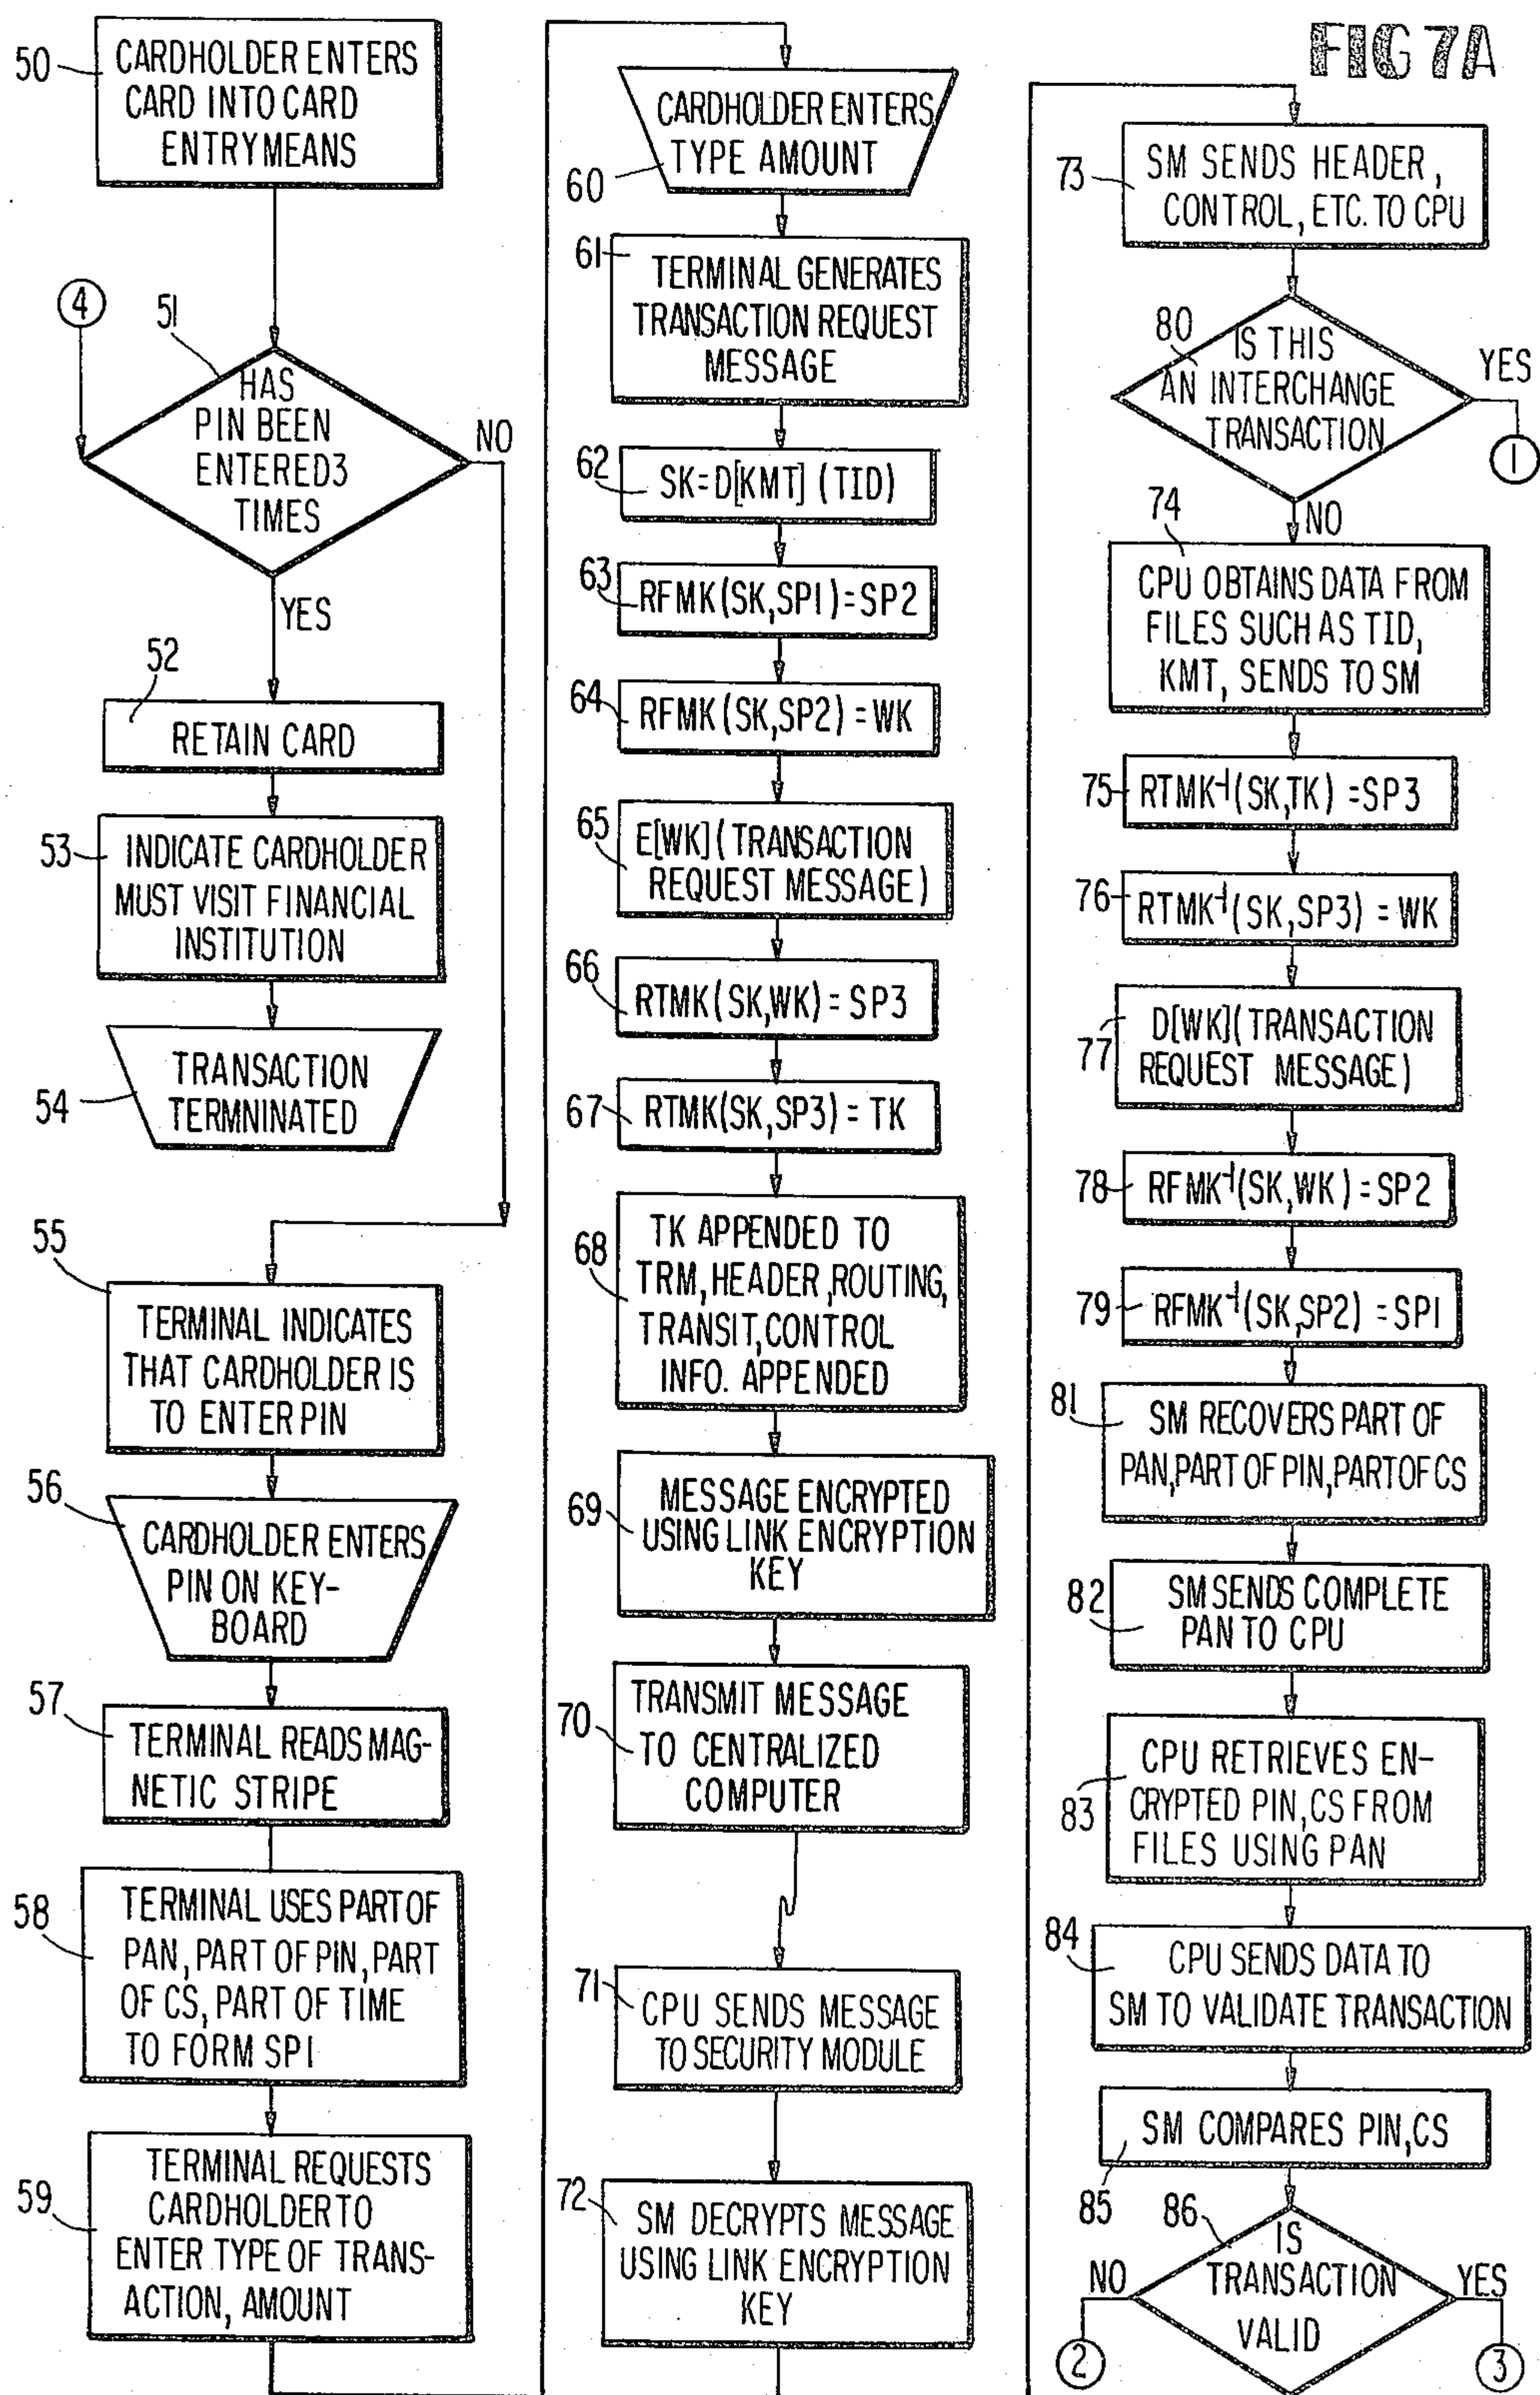 FIG 7A
50
CARDHOLDER ENTERS
CARD INTO CARD
ENTRY MEANS
4
51
HAS
PIN BEEN
ENTERED 3
TIMES
NO
YES
52
RETAIN CARD
53
INDICATE CARDHOLDER
MUST VISIT FINANCIAL
INSTITUTION
54
TRANSACTION
TERMNINATED
55
TERMINAL INDICATES
THAT CARDHOLDER IS
TO ENTER PIN
56
CARDHOLDER ENTERS
PIN ON KEY-
BOARD
57
TERMINAL READS MAG-
NETIC STRIPE
58
TERMINAL USES PART OF
PAN, PART OF PIN, PART
OF CS, PART OF TIME
TO FORM SP1
59
TERMINAL REQUESTS
CARDHOLDER TO
ENTER TYPE OF TRANS-
ACTION, AMOUNT
CARDHOLDER ENTERS
TYPE AMOUNT
60
61
TERMINAL GENERATES
TRANSACTION REQUEST
MESSAGE
62
SK=D[KMT] (TID)
63
RFMK(SK,SP1)=SP2
64
RFMK(SK,SP2)=WK
65
E[WK](TRANSACTION
REQUEST MESSAGE)
66
RTMK(SK,WK)=SP3
67
RTMK(SK,SP3)=TK
68
TK APPENDED TO
TRM, HEADER, ROUTING,
TRANSIT, CONTROL
INFO. APPENDED
69
MESSAGE ENCRYPTED
USING LINK ENCRYPTION
KEY
70
TRANSMIT MESSAGE
TO CENTRALIZED
COMPUTER
71
CPU SENDS MESSAGE
TO SECURITY MODULE
72
SM DECRYPTS MESSAGE
USING LINK ENCRYPTION
KEY
73
SM SENDS HEADER,
CONTROL, ETC. TO CPU
80
IS THIS
AN INTERCHANGE
TRANSACTION
YES
1
NO
74
CPU OBTAINS DATA FROM
FILES SUCH AS TID,
KMT, SENDS TO SM
75
RTMK⁻¹(SK,TK)=SP3
76
RTMK⁻¹(SK,SP3)=WK
77
D[WK](TRANSACTION
REQUEST MESSAGE)
78
RFMK⁻¹(SK,WK)=SP2
79
RFMK⁻¹(SK,SP2)=SP1
81
SM RECOVERS PART OF
PAN, PART OF PIN, PART OF CS
82
SM SENDS COMPLETE
PAN TO CPU
83
CPU RETRIEVES EN-
CRYPTED PIN, CS FROM
FILES USING PAN
84
CPU SENDS DATA TO
SM TO VALIDATE TRANSACTION
85
SM COMPARES PIN, CS
86
IS
TRANSACTION
VALID
NO
YES
2
3